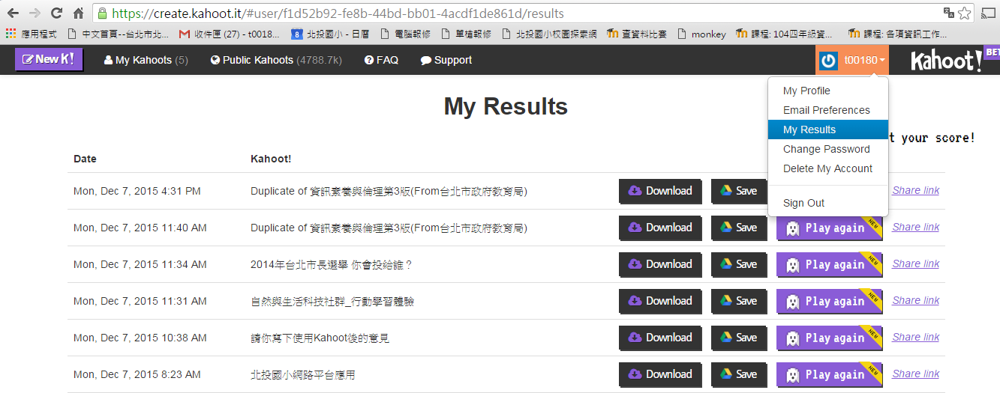 https://create.kahoot.it/#user/f1d52b92-fe8b-44bd-bb01-4acdf1de861d/results
應用程式 中文首頁--台北市北... 收件匣 (27) - t0018... 8 北投國小 - 日曆 電腦報修 單槍報修 北投國小校園探索網 查資料比賽 monkey 課程: 104四年級資... 課程: 各項資訊工作...
New K! My Kahoots (5) Public Kahoots (4788.7k) FAQ Support t00180 Kahoot! BET
My Profile
Email Preferences
My Results
Change Password
Delete My Account
Sign Out
My Results
t your score!
Date Kahoot!
Mon, Dec 7, 2015 4:31 PM Duplicate of 資訊素養與倫理第3版(From台北市政府教育局) Download Save Share link
Mon, Dec 7, 2015 11:40 AM Duplicate of 資訊素養與倫理第3版(From台北市政府教育局) Download Save Play again NEW Share link
Mon, Dec 7, 2015 11:34 AM 2014年台北市長選舉 你會投給誰？ Download Save Play again NEW Share link
Mon, Dec 7, 2015 11:31 AM 自然與生活科技社群_行動學習體驗 Download Save Play again NEW Share link
Mon, Dec 7, 2015 10:38 AM 請你寫下使用Kahoot後的意見 Download Save Play again NEW Share link
Mon, Dec 7, 2015 8:23 AM 北投國小網路平台應用 Download Save Play again NEW Share link